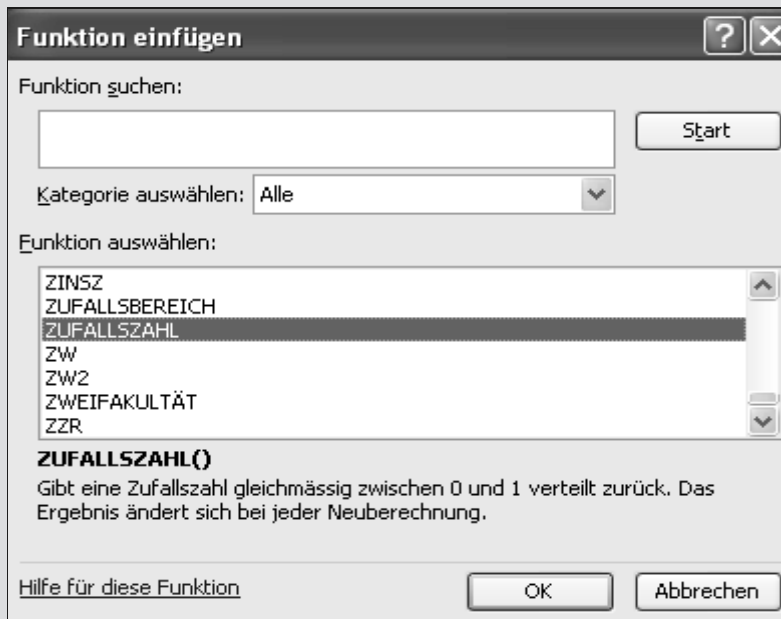 Funktion einfügen
Funktion suchen:
Start
Kategorie auswählen: Alle
Funktion auswählen:
ZINSZ
ZUFALLSBEREICH
ZUFALLSZAHL
ZW
ZW2
ZWEIFAKULTÄT
ZZR
ZUFALLSZAHL()
Gibt eine Zufallszahl gleichmässig zwischen 0 und 1 verteilt zurück. Das
Ergebnis ändert sich bei jeder Neuberechnung.
Hilfe für diese Funktion
OK
Abbrechen